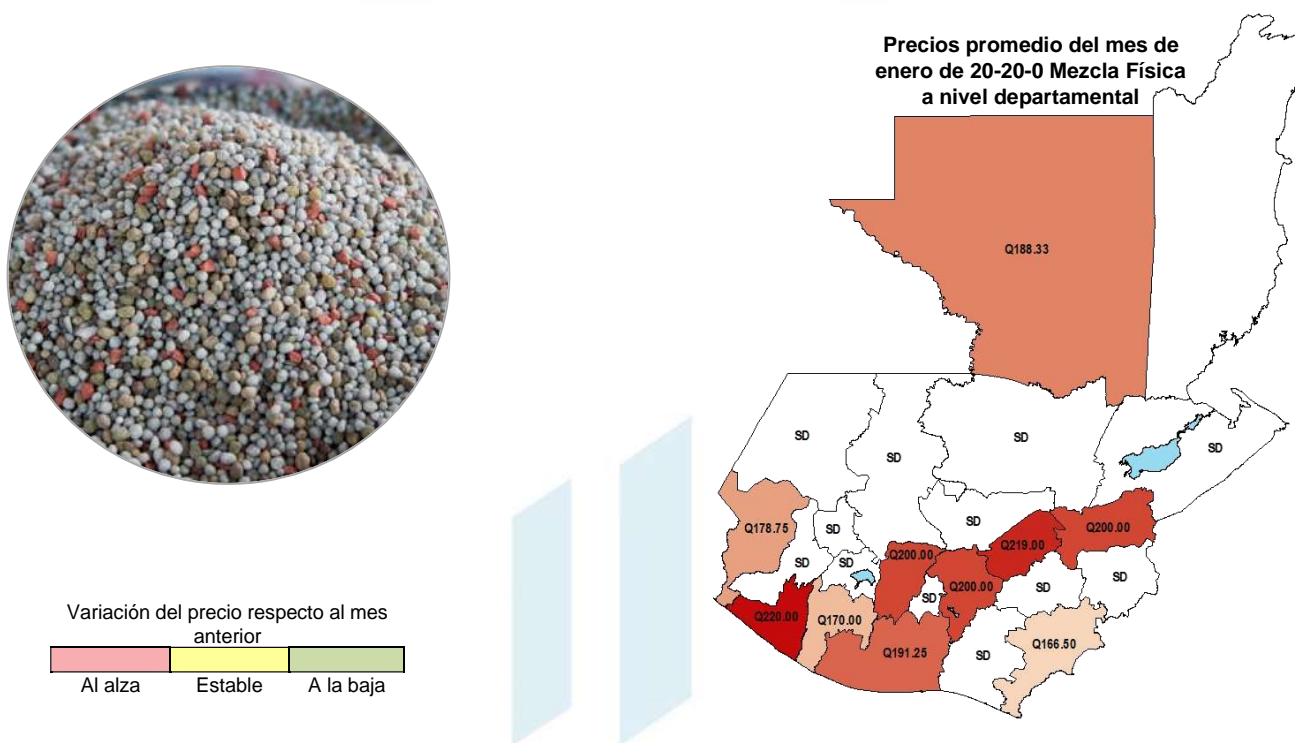 Precios promedio del mes de
enero de 20-20-0 Mezcla Física
a nivel departamental
Q188.33
SD
SD
SD
SD
Q178.75
SD
SD
Q219.00
Q200.00
SD
SD
Q200.00
Q200.00
SD
SD
SD
Q220.00
Q170.00
Q166.50
Q191.25
SD
Variación del precio respecto al mes
anterior
Al alza
Estable
A la baja